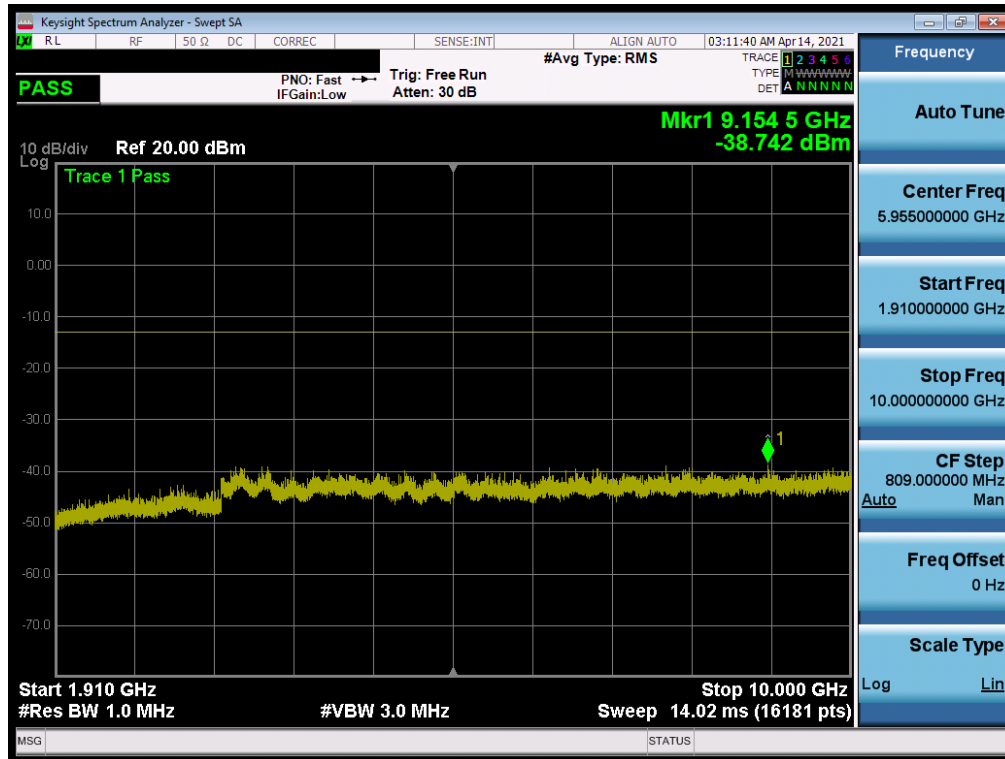 Keysight Spectrum Analyzer - Swept SA
LXI RL RF 50 Ω DC CORREC SENSE:INT ALIGN AUTO 03:11:40 AM Apr 14, 2021
#Avg Type: RMS
TRACE 1 2 3 4 5 6
TYPE M WWWWW
DET A N N N N N
PASS
PNO: Fast
IFGain:Low
Trig: Free Run
Atten: 30 dB
Mkr1 9.154 5 GHz
-38.742 dBm
10 dB/div Ref 20.00 dBm
Log
Trace 1 Pass
10.0
0.00
-10.0
-20.0
-30.0
1
-40.0
-50.0
-60.0
-70.0
Start 1.910 GHz Stop 10.000 GHz
#Res BW 1.0 MHz #VBW 3.0 MHz Sweep 14.02 ms (16181 pts)
MSG STATUS
Frequency
Auto Tune
Center Freq
5.955000000 GHz
Start Freq
1.910000000 GHz
Stop Freq
10.000000000 GHz
CF Step
809.000000 MHz
Auto Man
Freq Offset
0 Hz
Scale Type
Log Lin